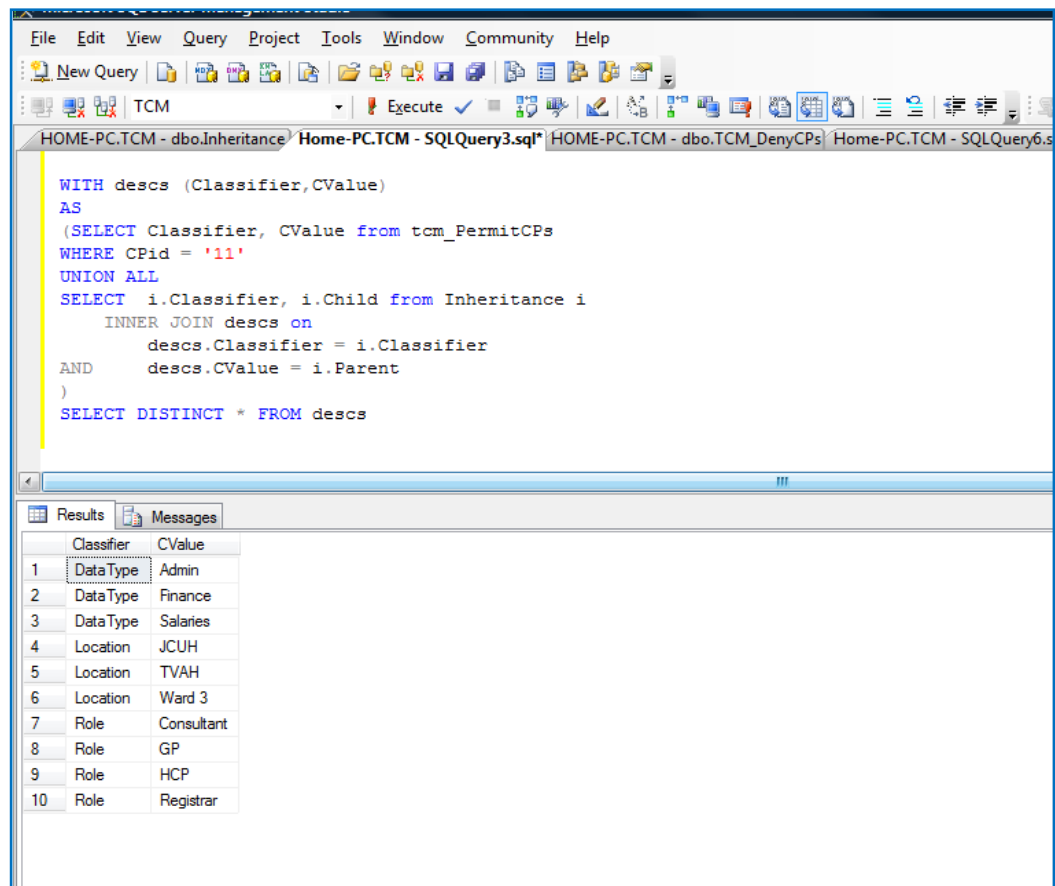 File Edit View Query Project Tools Window Community Help
New Query
TCM Execute
HOME-PC.TCM - dbo.Inheritance Home-PC.TCM - SQLQuery3.sql* HOME-PC.TCM - dbo.TCM_DenyCPs Home-PC.TCM - SQLQuery6.s
WITH descs (Classifier,CValue)
AS
(SELECT Classifier, CValue from tcm_PermitCPs
WHERE CPid = '11'
UNION ALL
SELECT i.Classifier, i.Child from Inheritance i
INNER JOIN descs on
descs.Classifier = i.Classifier
AND descs.CValue = i.Parent
)
SELECT DISTINCT * FROM descs
Results Messages
Classifier CValue
1 DataType Admin
2 DataType Finance
3 DataType Salaries
4 Location JCUH
5 Location TVAH
6 Location Ward 3
7 Role Consultant
8 Role GP
9 Role HCP
10 Role Registrar